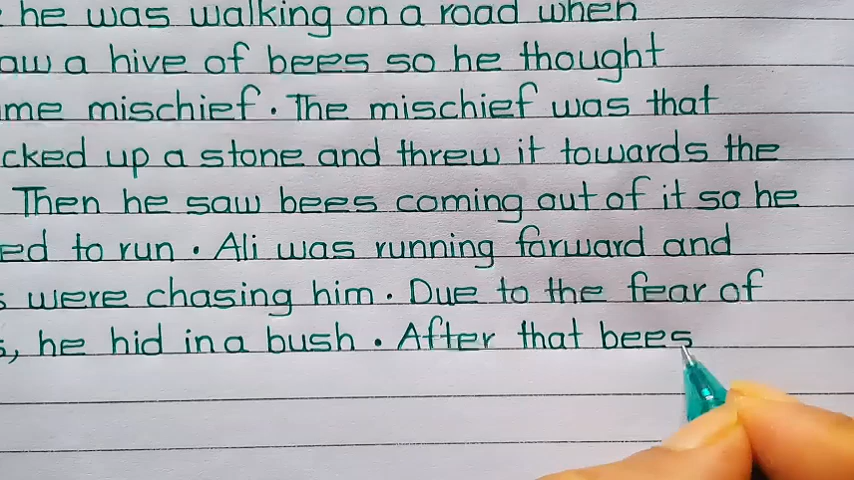 he was walking on a road when
aw a hive of bees so he thought
me mischief. The mischief was that
cked up a stone and threw it towards the
Then he saw bees coming out of it so he
ed to run. Ali was running forward and
s were chasing him. Due to the fear of
s, he hid in a bush. After that bees